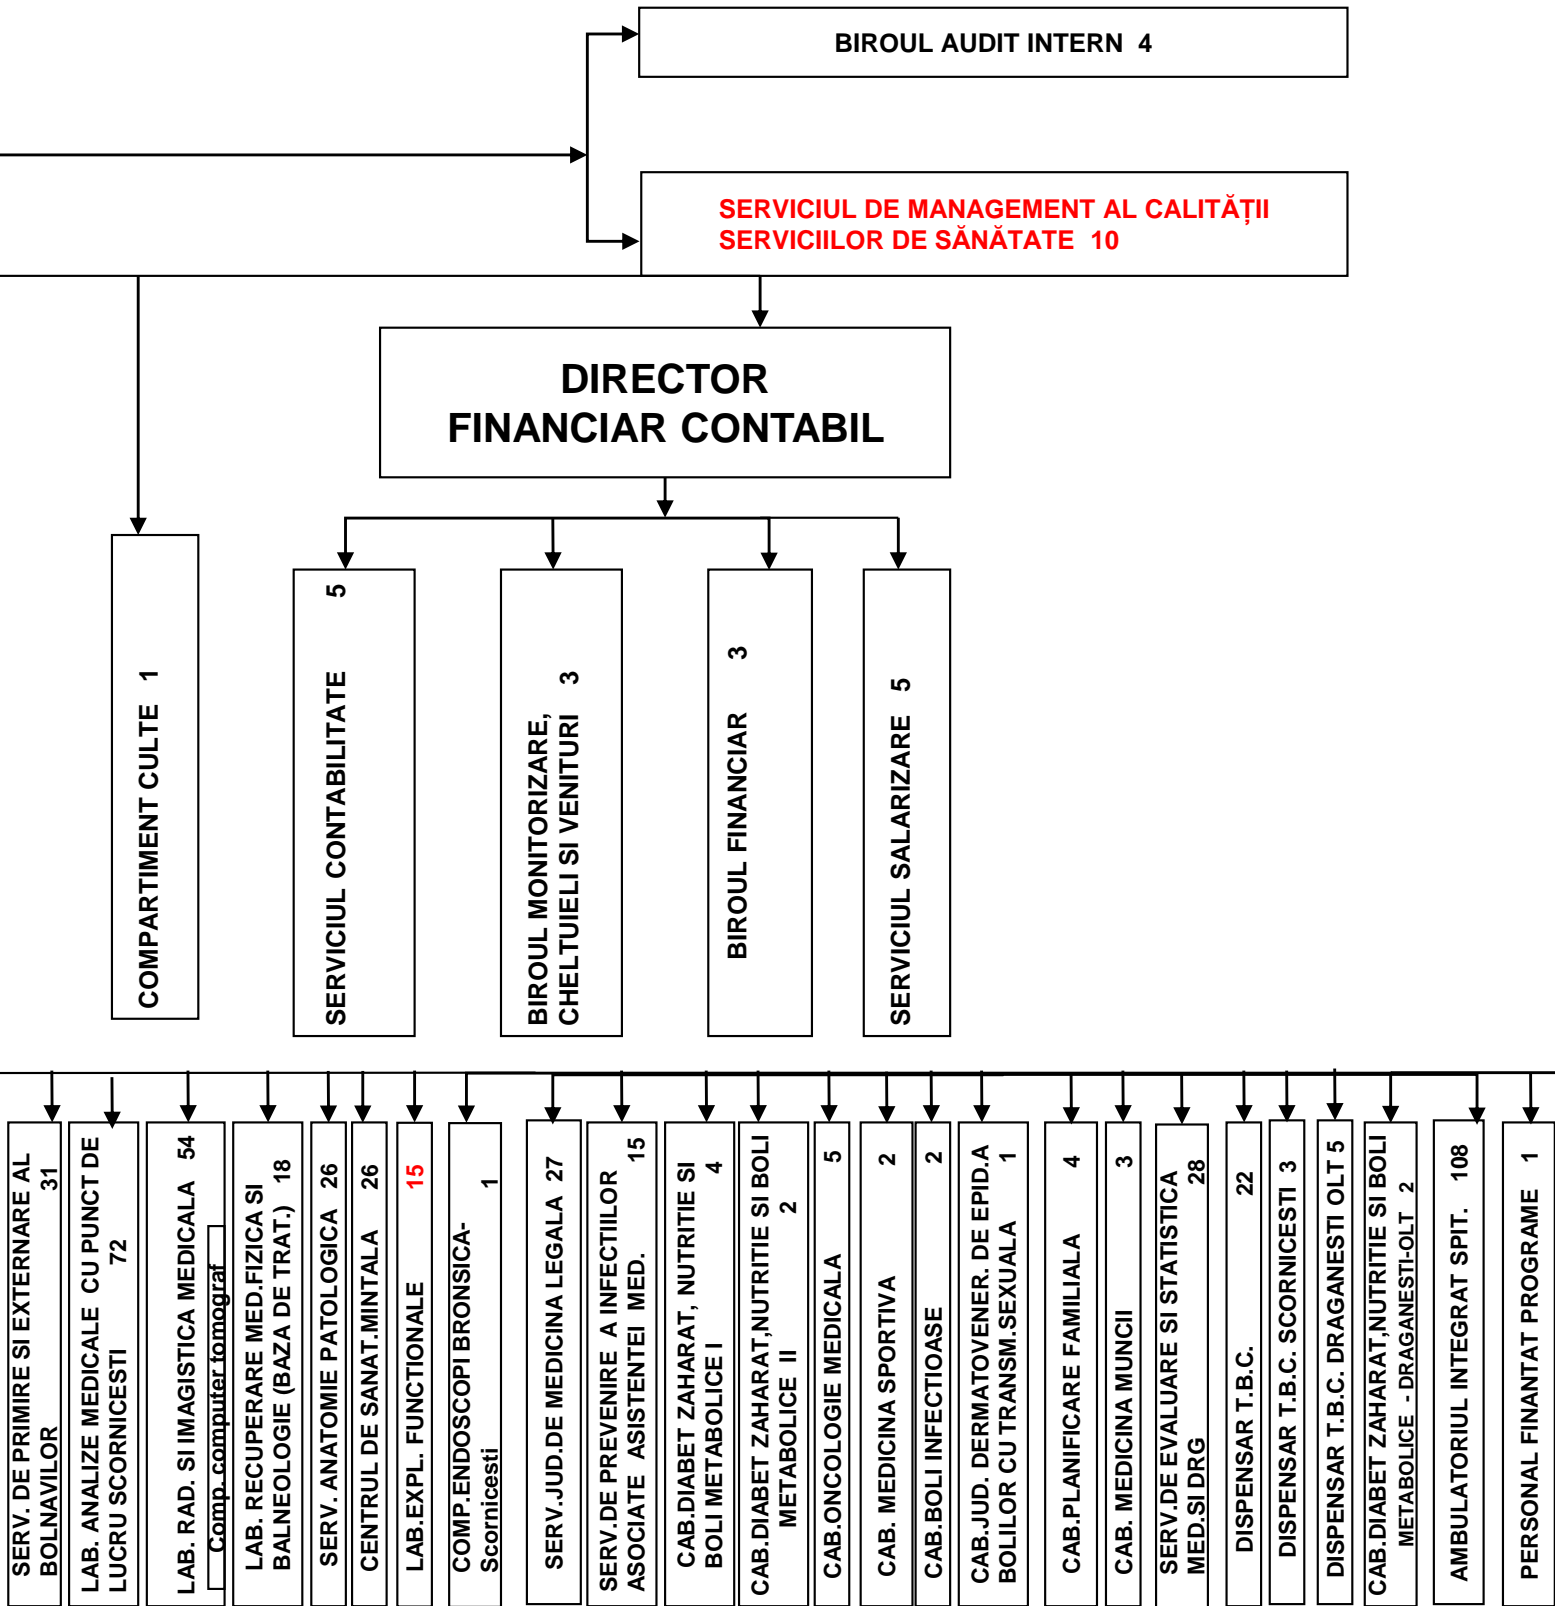 BIROUL AUDIT INTERN 4
SERVICIUL DE MANAGEMENT AL CALITĂȚII
SERVICIILOR DE SĂNĂTATE 10
DIRECTOR
FINANCIAR CONTABIL
COMPARTIMENT CULTE 1
SERVICIUL CONTABILITATE 5
BIROUL MONITORIZARE,
CHELTUIELI SI VENITURI 3
BIROUL FINANCIAR 3
SERVICIUL SALARIZARE 5
SERV. DE PRIMIRE SI EXTERNARE AL
BOLNAVILOR 31
LAB. ANALIZE MEDICALE CU PUNCT DE
LUCRU SCORNICESTI 72
LAB. RAD. SI IMAGISTICA MEDICALA 54
Comp. computer tomograf
LAB. RECUPERARE MED.FIZICA SI
BALNEOLOGIE (BAZA DE TRAT.) 18
SERV. ANATOMIE PATOLOGICA 26
CENTRUL DE SANAT.MINTALA 26
LAB.EXPL. FUNCTIONALE 15
COMP.ENDOSCOPI BRONSICA-
Scornicesti 1
SERV.JUD.DE MEDICINA LEGALA 27
SERV.DE PREVENIRE A INFECTIILOR
ASOCIATE ASISTENTEI MED. 15
CAB.DIABET ZAHARAT, NUTRITIE SI
BOLI METABOLICE I 4
CAB.DIABET ZAHARAT,NUTRITIE SI BOLI
METABOLICE II 2
CAB.ONCOLOGIE MEDICALA 5
CAB. MEDICINA SPORTIVA 2
CAB.BOLI INFECTIOASE 2
CAB.JUD. DERMATOVENER. DE EPID.A
BOLILOR CU TRANSM.SEXUALA 1
CAB.PLANIFICARE FAMILIALA 4
CAB. MEDICINA MUNCII 3
SERV.DE EVALUARE SI STATISTICA
MED.SI DRG 28
DISPENSAR T.B.C. 22
DISPENSAR T.B.C. SCORNICESTI 3
DISPENSAR T.B.C. DRAGANESTI OLT 5
CAB.DIABET ZAHARAT,NUTRITIE SI BOLI
METABOLICE - DRAGANESTI-OLT 2
AMBULATORIUL INTEGRAT SPIT. 108
PERSONAL FINANTAT PROGRAME 1